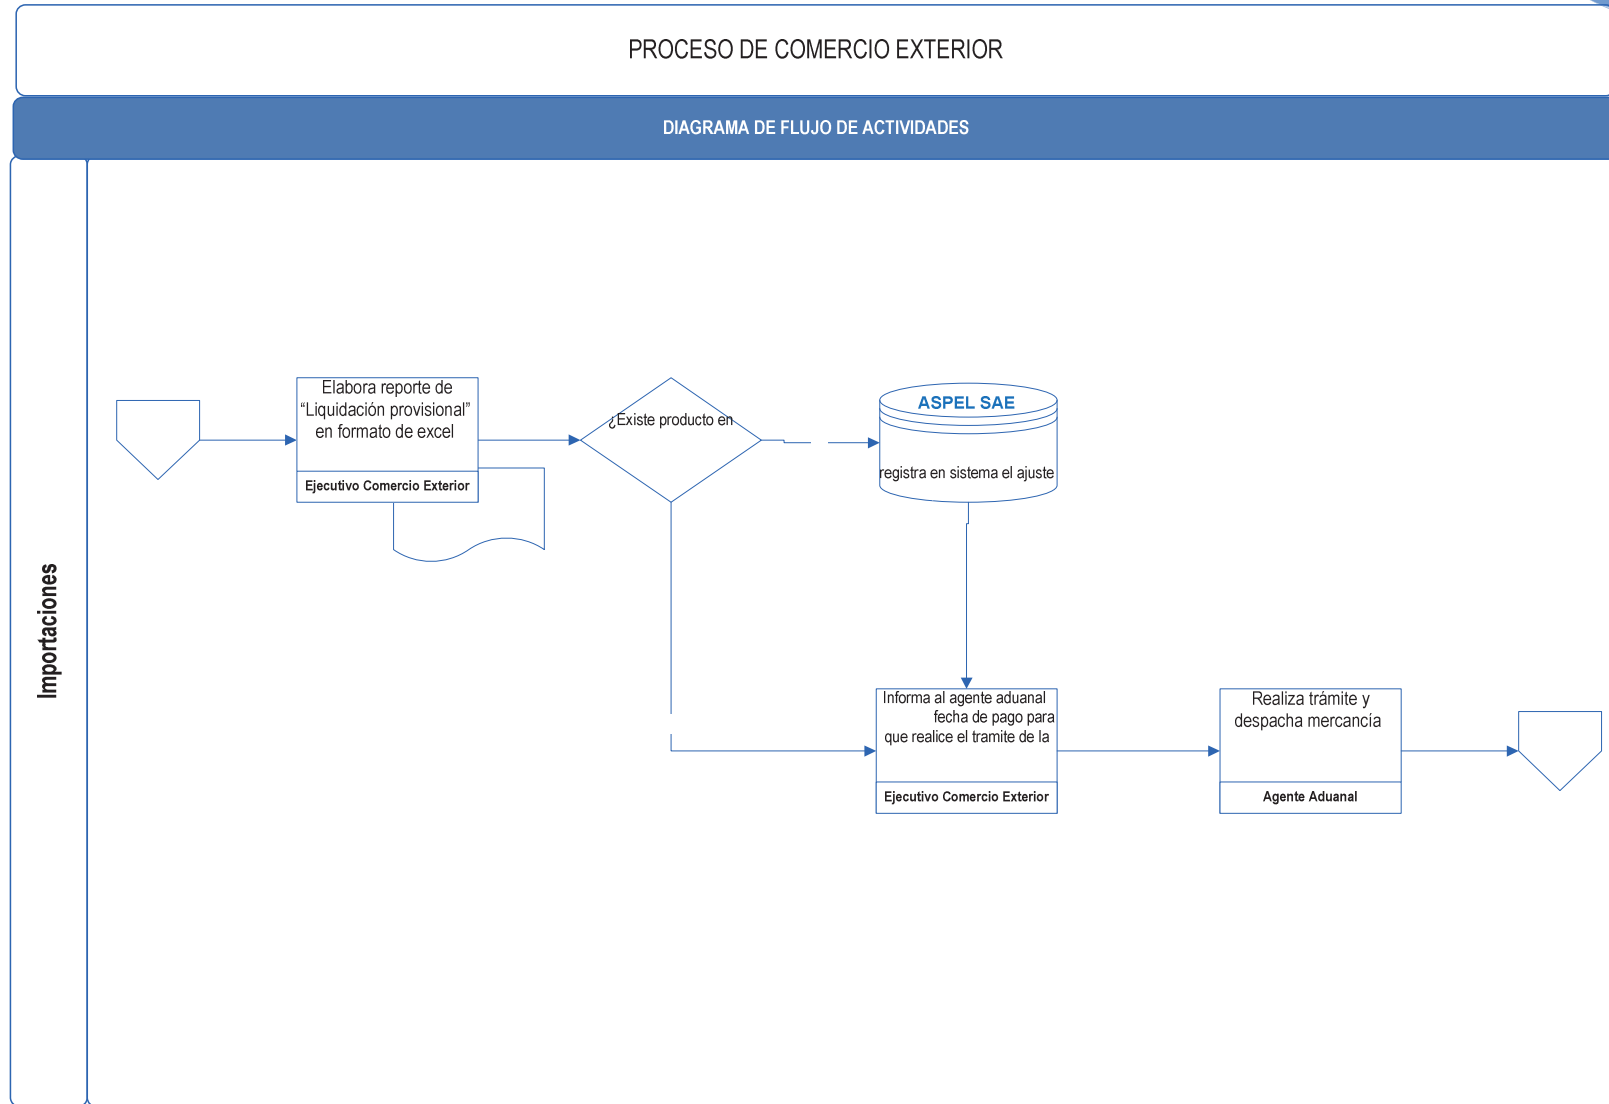 PROCESO DE COMERCIO EXTERIOR
DIAGRAMA DE FLUJO DE ACTIVIDADES
Importaciones
Elabora reporte de
“Liquidación provisional”
en formato de excel
Ejecutivo Comercio Exterior
¿Existe producto en
ASPEL SAE
registra en sistema el ajuste
Informa al agente aduanal
fecha de pago para
que realice el tramite de la
Ejecutivo Comercio Exterior
Realiza trámite y
despacha mercancía
Agente Aduanal